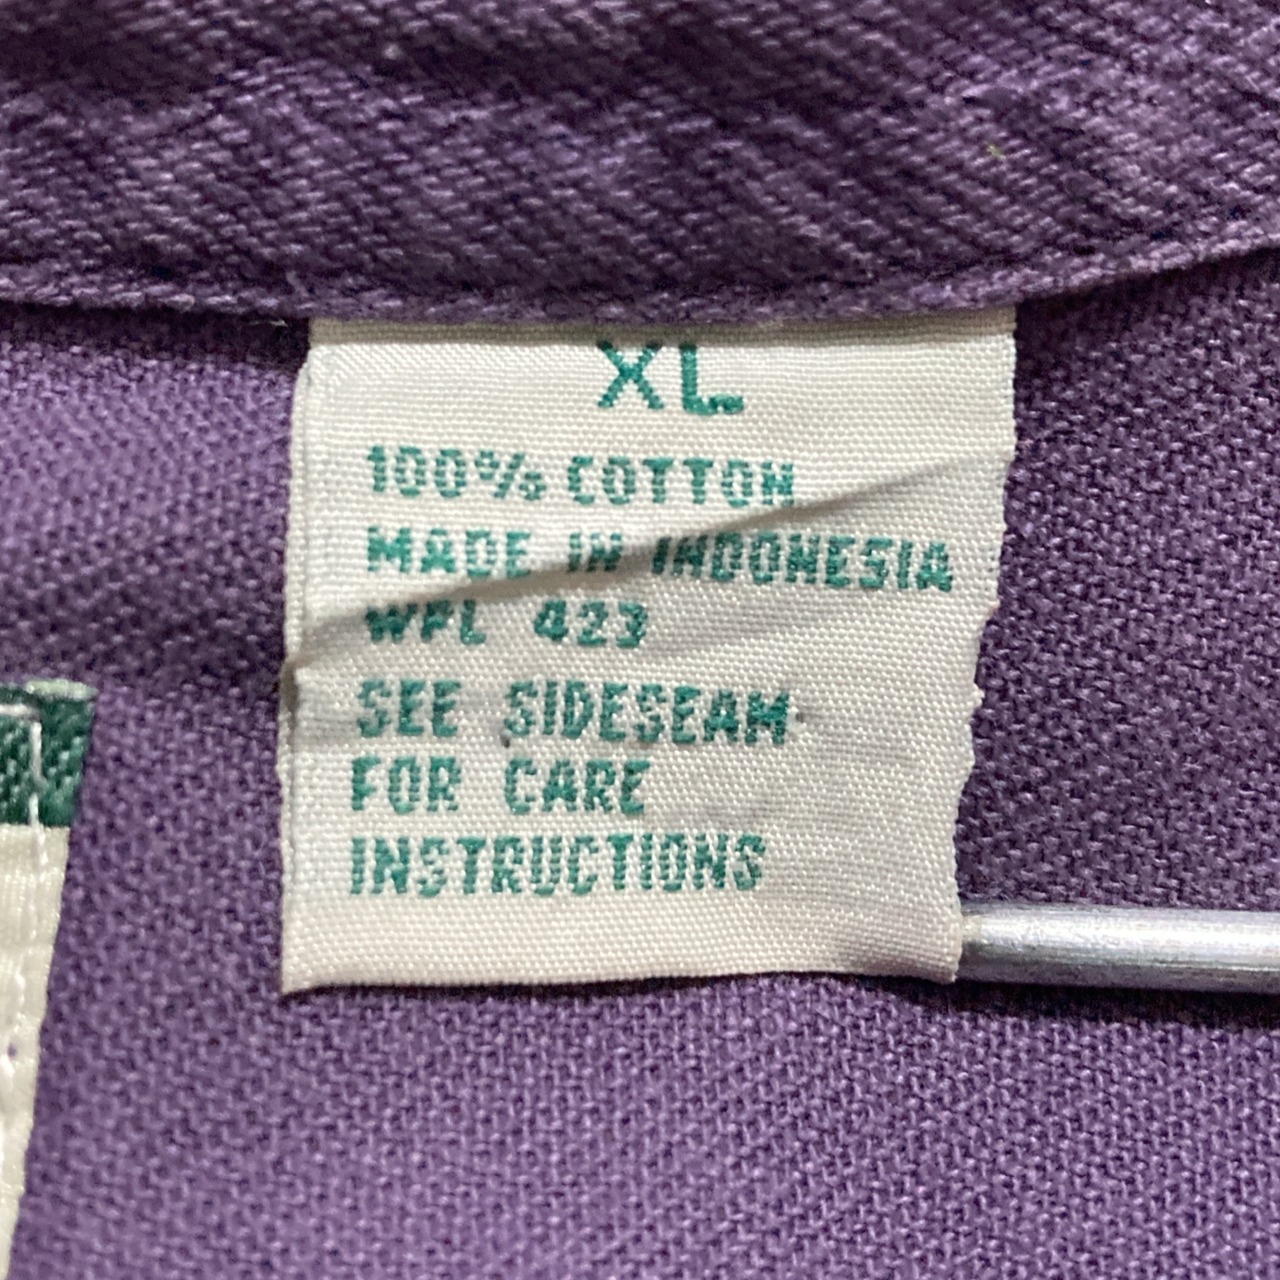 XL
100% COTTON
MADE IN INDONESIA
WPL 423
SEE SIDESEAM
FOR CARE
INSTRUCTIONS